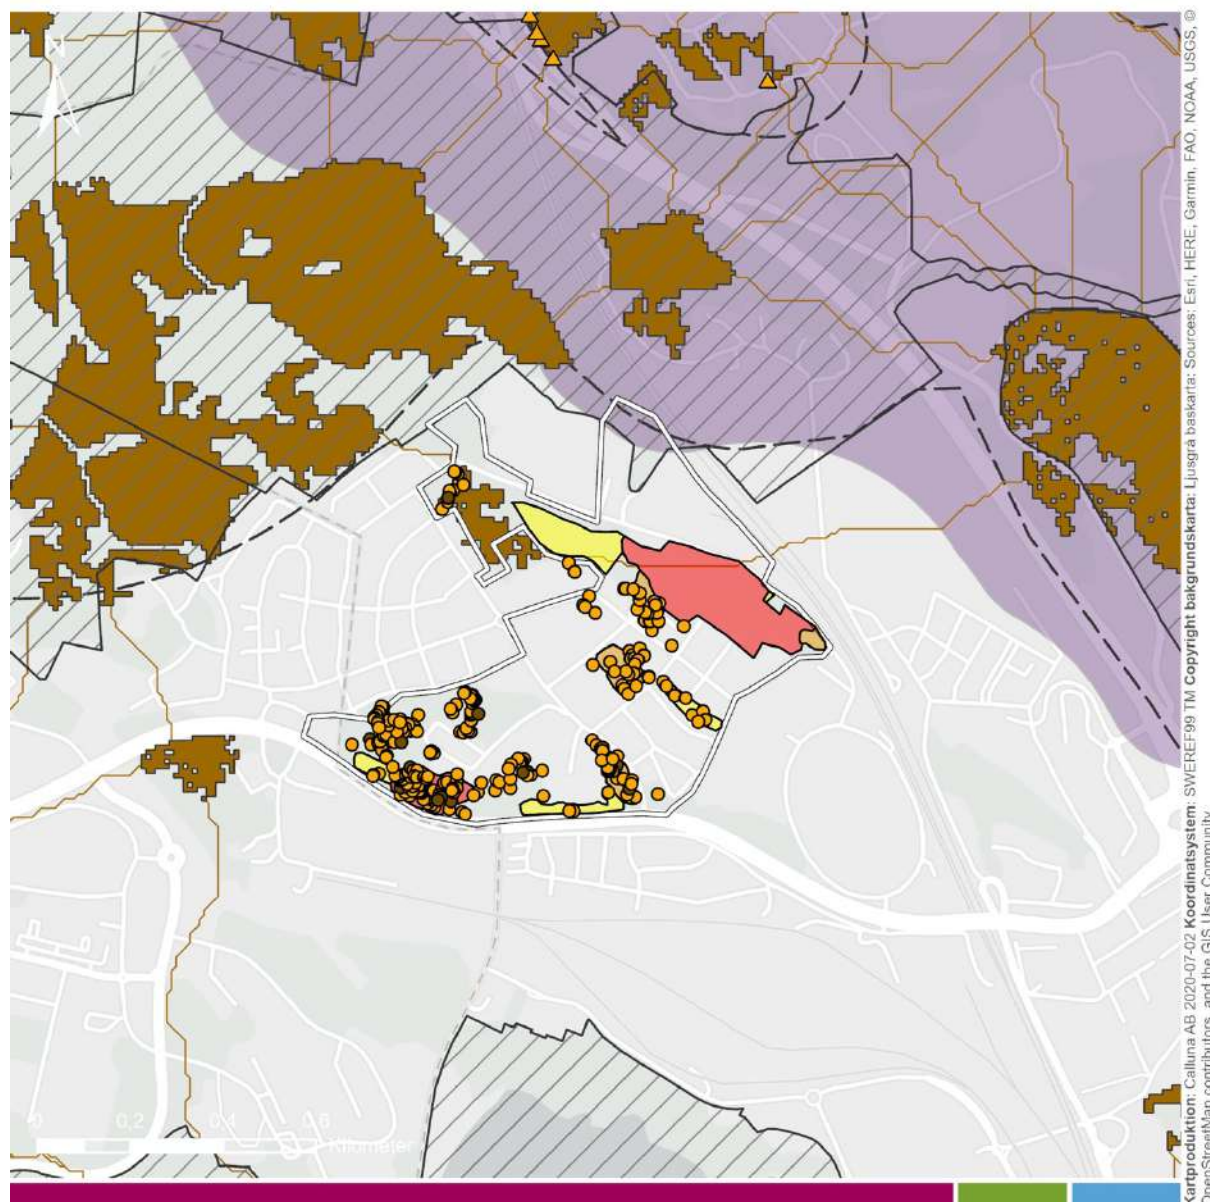 N
0 0,2 0,4 0,6
Kilometer
Kartproduktion: Calluna AB 2020-07-02 Koordinatsystem: SWEREF99 TM Copyright bakgrundskarta: Ljusgrå baskarta: Sources: Esri, HERE, Garmin, FAO, NOAA, USGS, ©
OpenStreetMap contributors, and the GIS User Community